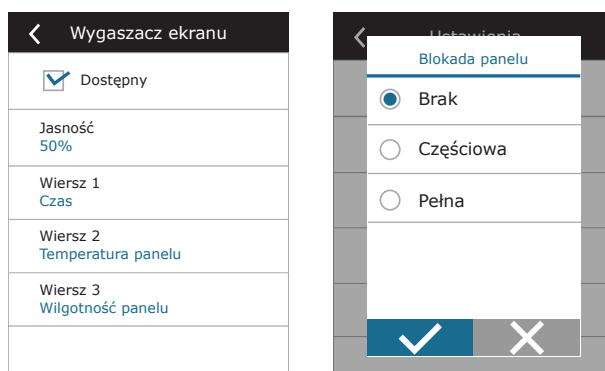 Wygaszacz ekranu
Dostępny
Jasność
50%
Wiersz 1
Czas
Wiersz 2
Temperatura panelu
Wiersz 3
Wilgotność panelu
Ustawienia
Blokada panelu
Brak
Częściowa
Pełna